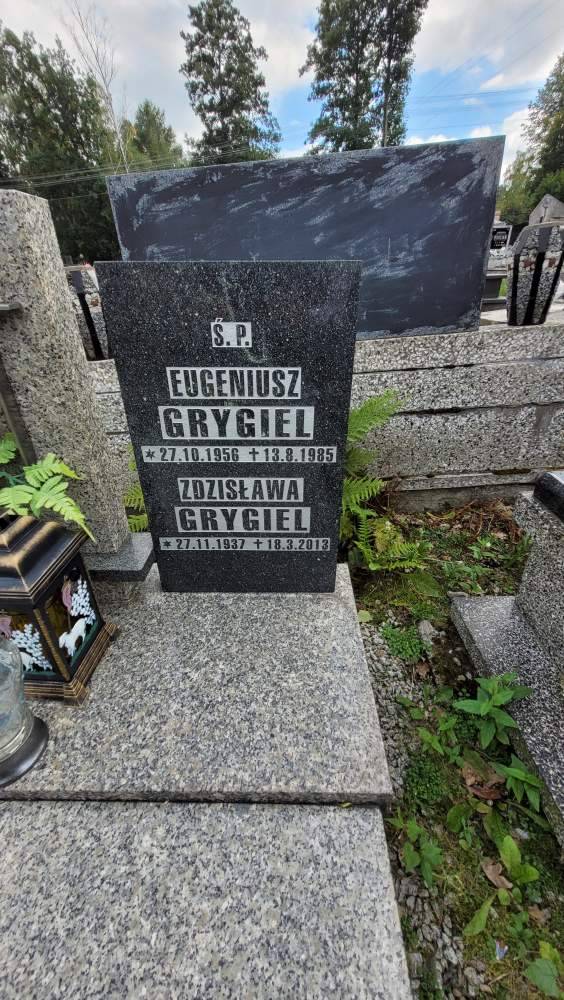 Ś. P.
EUGENIUSZ
GRYGIEL
* 27.10.1956 + 13.8.1985
ZDZISŁAWA
GRYGIEL
* 27.11.1937 + 18.3.2013